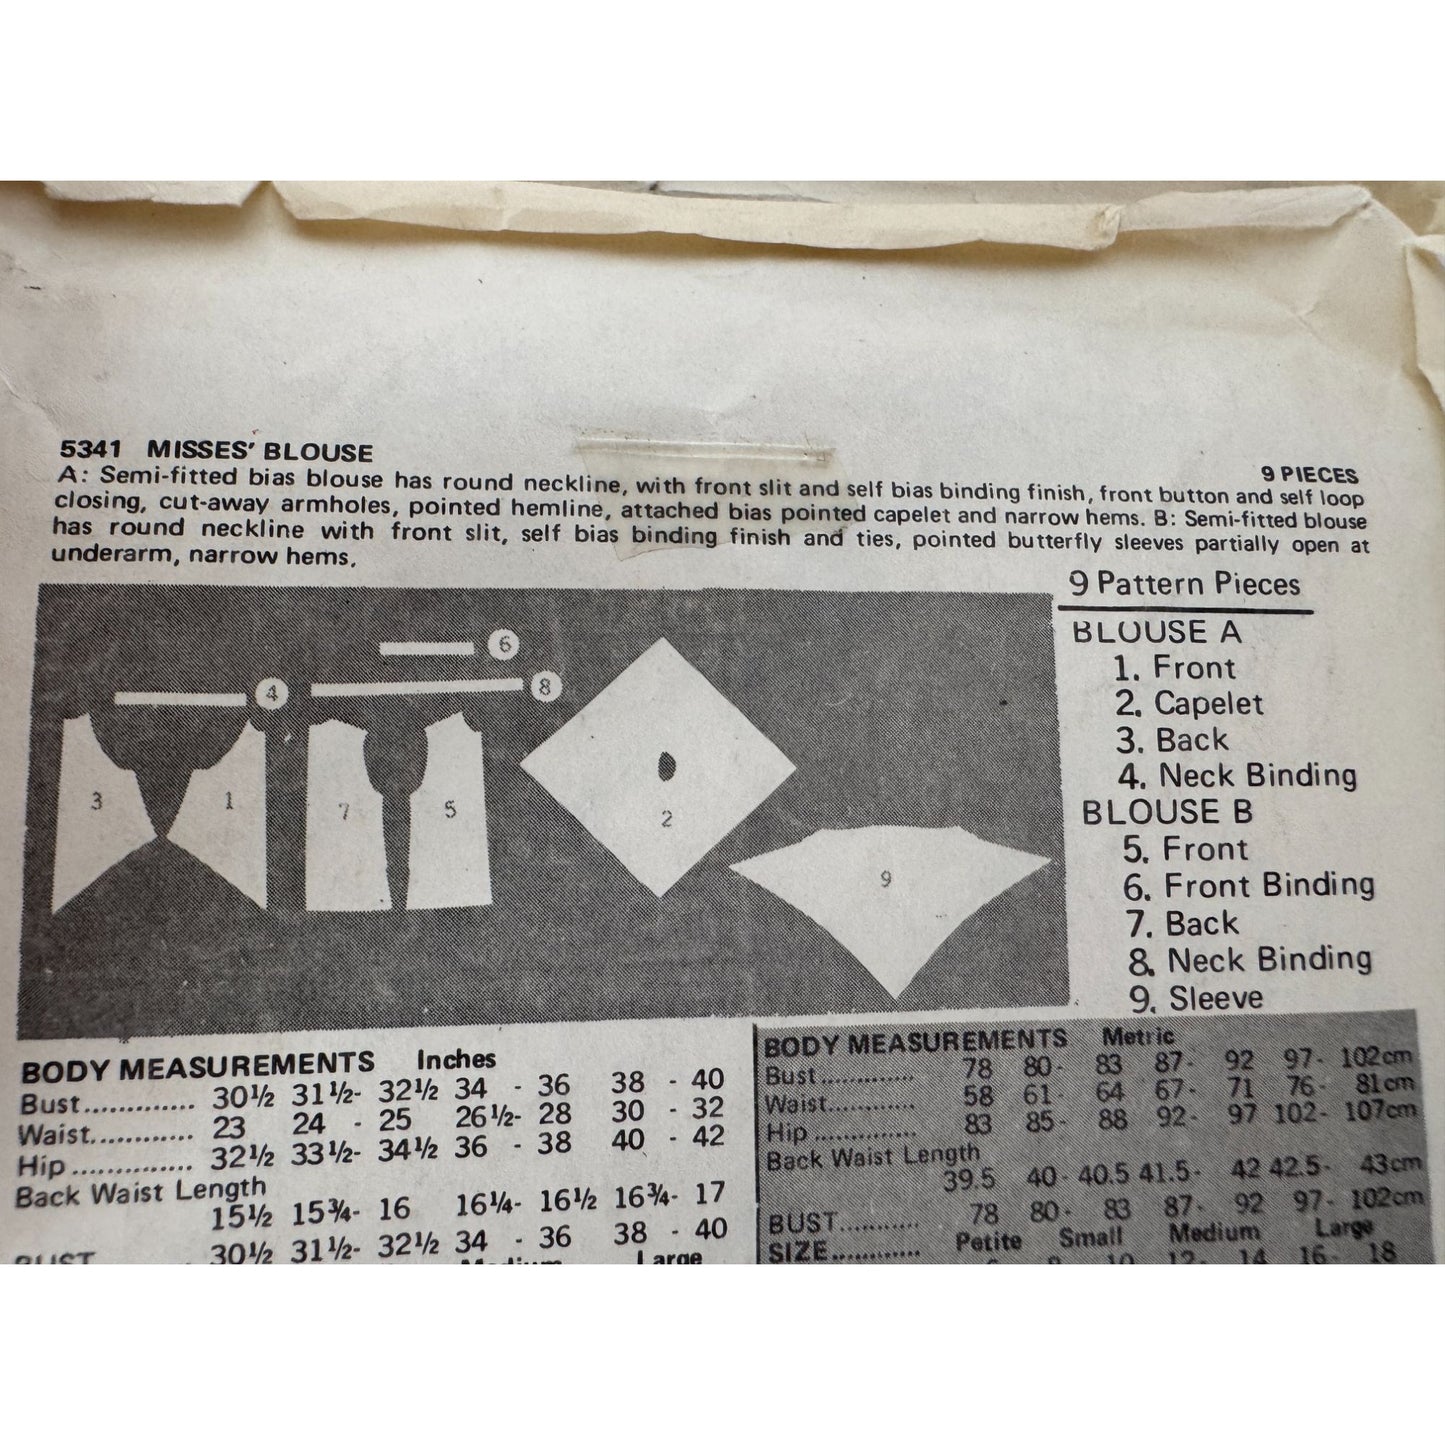 5341 MISSES' BLOUSE
9 PIECES
A: Semi-fitted bias blouse has round neckline, with front slit and self bias binding finish, front button and self loop
closing, cut-away armholes, pointed hemline, attached bias pointed capelet and narrow hems. B: Semi-fitted blouse
has round neckline with front slit, self bias binding finish and ties, pointed butterfly sleeves partially open at
underarm, narrow hems.
6
4
8
3
1
7
5
2
9
9 Pattern Pieces
BLOUSE A
1. Front
2. Capelet
3. Back
4. Neck Binding
BLOUSE B
5. Front
6. Front Binding
7. Back
8. Neck Binding
9. Sleeve
BODY MEASUREMENTS Inches
Bust............. 30½ 31½- 32½ 34 - 36 38 - 40
Waist............ 23 24 - 25 26½- 28 30 - 32
Hip............... 32½ 33½- 34½ 36 - 38 40 - 42
Back Waist Length
15½ 15¾- 16 16¼- 16½ 16¾- 17
BUST 30½ 31½- 32½ 34 - 36 38 - 40
Medium Large
BODY MEASUREMENTS Metric
Bust............. 78 80- 83 87- 92 97- 102cm
Waist............ 58 61- 64 67- 71 76- 81cm
Hip.............. 83 85- 88 92- 97 102- 107cm
Back Waist Length
39.5 40- 40.5 41.5- 42 42.5- 43cm
BUST........... 78 80- 83 87- 92 97- 102cm
SIZE............ Petite Small Medium Large
10 12- 14 16- 18